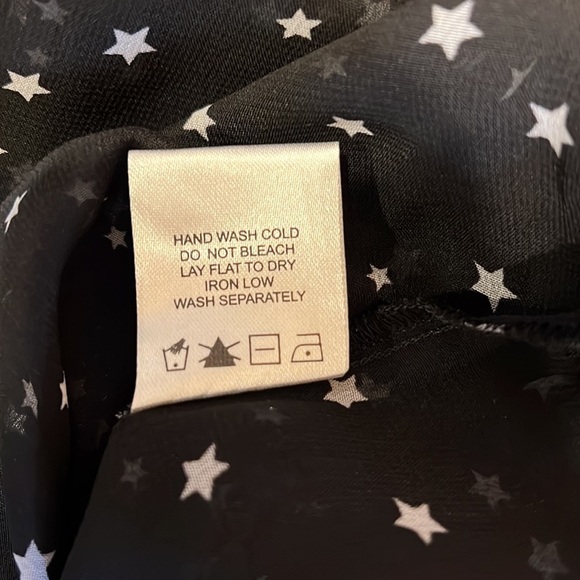 HAND WASH COLD
DO NOT BLEACH
LAY FLAT TO DRY
IRON LOW
WASH SEPARATELY